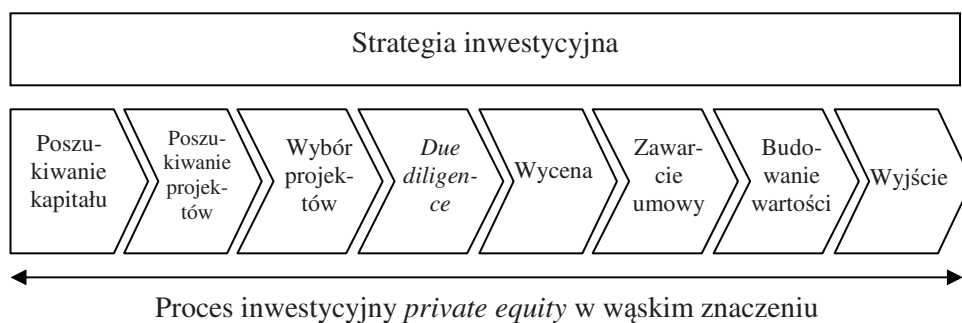 Strategia inwestycyjna
Poszu-
kiwanie
kapitału
Poszu-
kiwanie
projek-
tów
Wybór
projek-
tów
Due
diligen-
ce
Wycena
Zawar-
cie
umowy
Budo-
wanie
wartości
Wyjście
Proces inwestycyjny private equity w wąskim znaczeniu